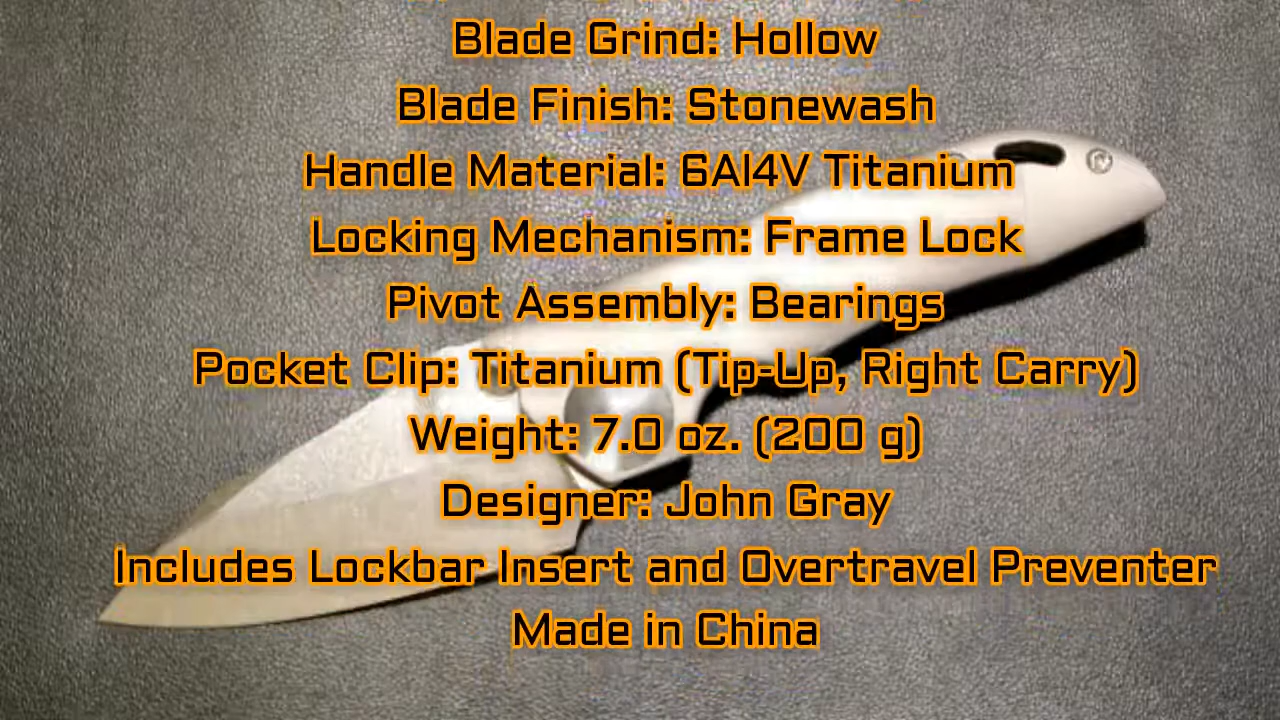 Blade Grind: Hollow
Blade Finish: Stonewash
Handle Material: 6Al4V Titanium
Locking Mechanism: Frame Lock
Pivot Assembly: Bearings
Pocket Clip: Titanium (Tip-Up, Right Carry)
Weight: 7.0 oz. (200 g)
Designer: John Gray
Includes Lockbar Insert and Overtravel Preventer
Made in China